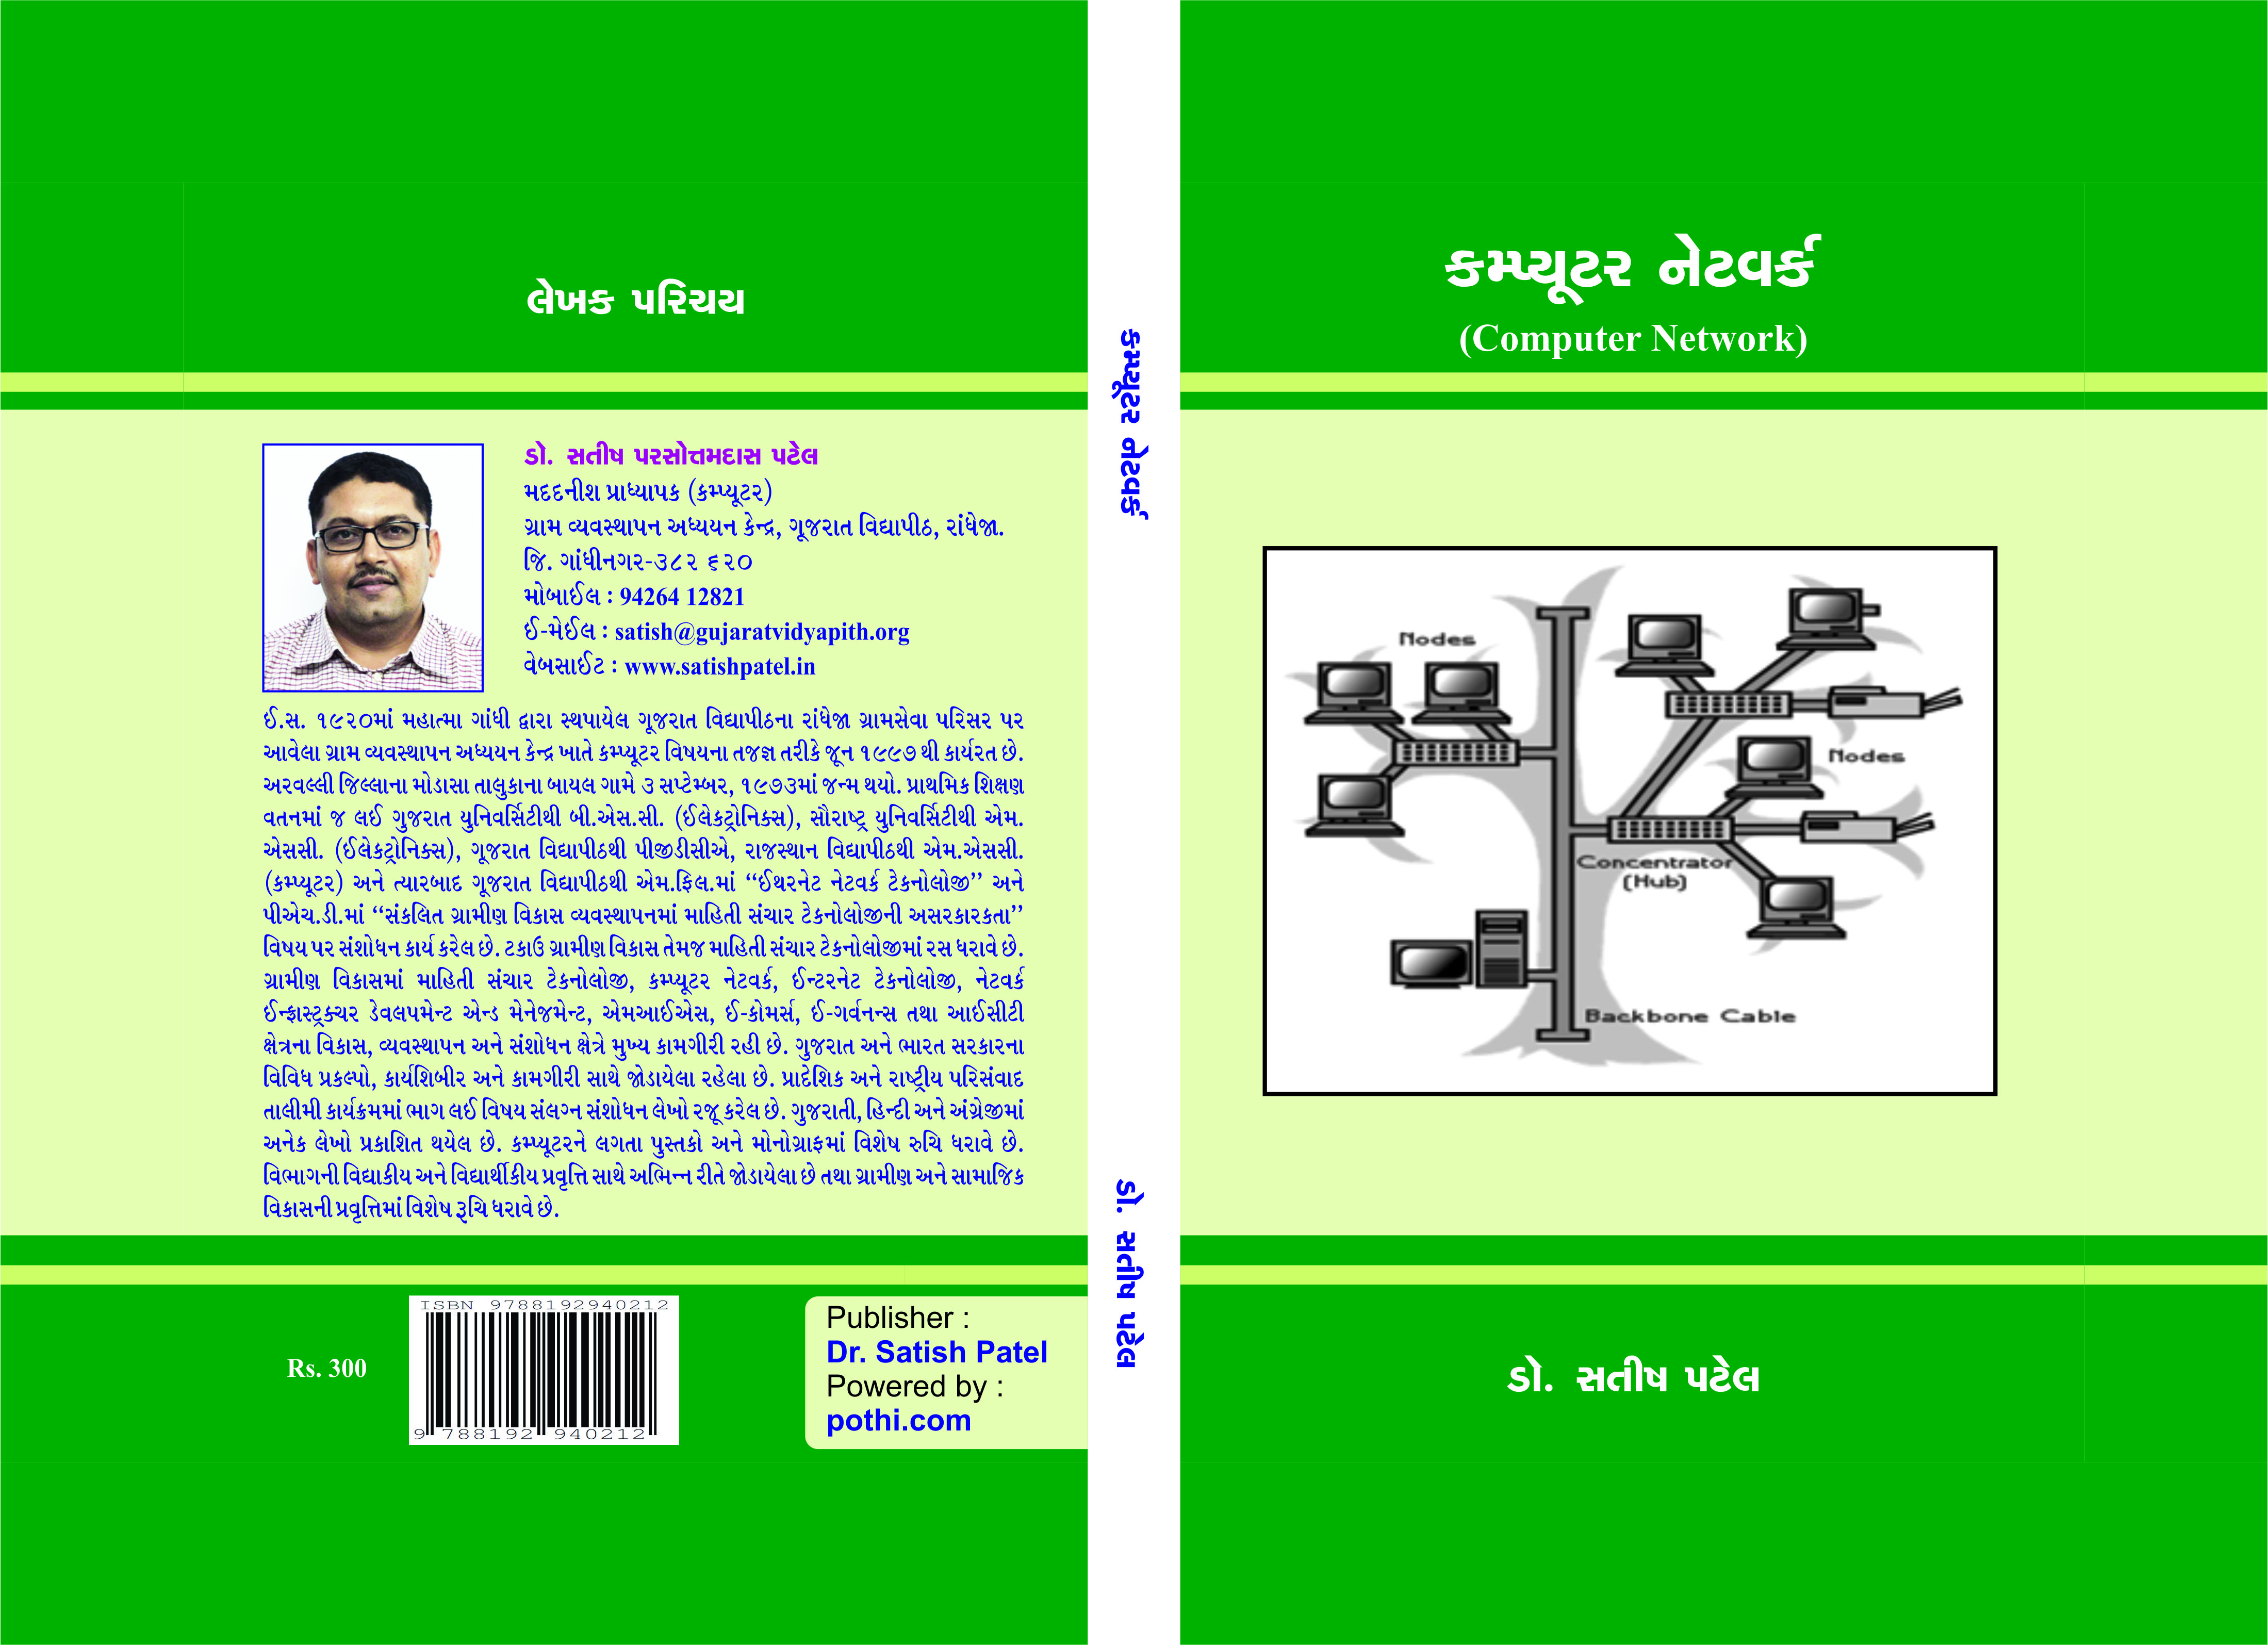 લેખક પરિચય
ડો. સતીષ પરસોત્તમદાસ પટેલ
મદદનીશ પ્રાધ્યાપક (કમ્પ્યૂટર)
ગ્રામ વ્યવસ્થાપન અધ્યયન કેન્દ્ર, ગૂજરાત વિદ્યાપીઠ, રાંધેજા.
જિ. ગાંધીનગર-૩૮૨ ૬૨૦
મોબાઈલ : 94264 12821
ઈ-મેઈલ : satish@gujaratvidyapith.org
વેબસાઈટ : www.satishpatel.in
ઈ.સ. ૧૯૨૦માં મહાત્મા ગાંધી દ્વારા સ્થપાયેલ ગૂજરાત વિદ્યાપીઠના રાંધેજા ગ્રામસેવા પરિસર પર
આવેલા ગ્રામ વ્યવસ્થાપન અધ્યયન કેન્દ્ર ખાતે કમ્પ્યૂટર વિષયના તજજ્ઞ તરીકે જૂન ૧૯૯૭ થી કાર્યરત છે.
અરવલ્લી જિલ્લાના મોડાસા તાલુકાના બાયલ ગામે ૩ સપ્ટેમ્બર, ૧૯૭૩માં જન્મ થયો. પ્રાથમિક શિક્ષણ
વતનમાં જ લઈ ગુજરાત યુનિવર્સિટીથી બી.એસ.સી. (ઈલેકટ્રોનિક્સ), સૌરાષ્ટ્ર યુનિવર્સિટીથી એમ.
એસસી. (ઈલેકટ્રોનિક્સ), ગૂજરાત વિદ્યાપીઠથી પીજીડીસીએ, રાજસ્થાન વિદ્યાપીઠથી એમ.એસસી.
(કમ્પ્યૂટર) અને ત્યારબાદ ગૂજરાત વિદ્યાપીઠથી એમ.ફિલ.માં “ઈથરનેટ નેટવર્ક ટેકનોલોજી” અને
પીએચ.ડી.માં “સંકલિત ગ્રામીણ વિકાસ વ્યવસ્થાપનમાં માહિતી સંચાર ટેકનોલોજીની અસરકારકતા”
વિષય પર સંશોધન કાર્ય કરેલ છે. ટકાઉ ગ્રામીણ વિકાસ તેમજ માહિતી સંચાર ટેકનોલોજીમાં રસ ધરાવે છે.
ગ્રામીણ વિકાસમાં માહિતી સંચાર ટેકનોલોજી, કમ્પ્યૂટર નેટવર્ક, ઈન્ટરનેટ ટેકનોલોજી, નેટવર્ક
ઈન્ફ્રાસ્ટ્રક્ચર ડેવલપમેન્ટ એન્ડ મેનેજમેન્ટ, એમઆઈએસ, ઈ-કોમર્સ, ઈ-ગર્વનન્સ તથા આઈસીટી
ક્ષેત્રના વિકાસ, વ્યવસ્થાપન અને સંશોધન ક્ષેત્રે મુખ્ય કામગીરી રહી છે. ગુજરાત અને ભારત સરકારના
વિવિધ પ્રકલ્પો, કાર્યશિબીર અને કામગીરી સાથે જોડાયેલા રહેલા છે. પ્રાદેશિક અને રાષ્ટ્રીય પરિસંવાદ
તાલીમી કાર્યક્રમમાં ભાગ લઈ વિષય સંલગ્ન સંશોધન લેખો રજૂ કરેલ છે. ગુજરાતી, હિન્દી અને અંગ્રેજીમાં
અનેક લેખો પ્રકાશિત થયેલ છે. કમ્પ્યૂટરને લગતા પુસ્તકો અને મોનોગ્રાફમાં વિશેષ રુચિ ધરાવે છે.
વિભાગની વિદ્યાકીય અને વિદ્યાર્થીકીય પ્રવૃત્તિ સાથે અભિન્ન રીતે જોડાયેલા છે તથા ગ્રામીણ અને સામાજિક
વિકાસની પ્રવૃત્તિમાં વિશેષ રૂચિ ધરાવે છે.
Rs. 300
ISBN 9788192940212
9 788192 940212
Publisher :
Dr. Satish Patel
Powered by :
pothi.com
કમ્પ્યૂટર નેટવર્ક
ડો. સતીષ પટેલ
કમ્પ્યૂટર નેટવર્ક
(Computer Network)
Nodes
Nodes
Concentrator
(Hub)
Backbone Cable
ડો. સતીષ પટેલ